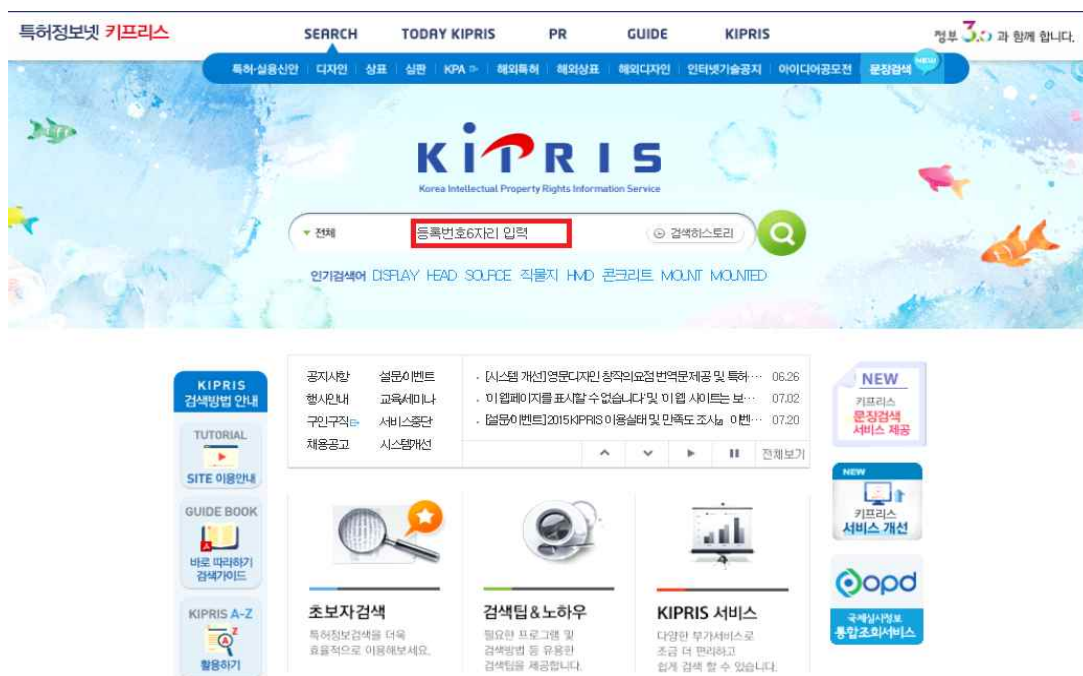 특허정보넷 키프리스
SEARCH TODAY KIPRIS PR GUIDE KIPRIS
정부 3.0 과 함께 합니다.
특허·실용신안 디자인 상표 심판 KPA 해외특허 해외상표 해외디자인 인터넷기술공지 아이디어공모전 문장검색 NEW
KIPRIS
Korea Intellectual Property Rights Information Service
전체 등록번호6자리 입력 검색히스토리
인기검색어 DISPLAY HEAD SOURCE 직물지 HMD 콘크리트 MOUNT MOUNTED
KIPRIS
검색방법 안내
TUTORIAL
SITE 이용안내
GUIDE BOOK
바로 따라하기
검색가이드
KIPRIS A-Z
활용하기
공지사항 설문이벤트
행사안내 교육세미나
구인구직 서비스중단
채용공고 시스템개선
· [시스템 개선]영문디자인 창작의요점 번역문제공 및 특허… 06.26
· '이 웹페이지를 표시할 수 없습니다'및 '이 웹 사이트는 보… 07.02
· [설문이벤트]2015 KIPRIS 이용실태 및 만족도 조사 이벤… 07.20
전체보기
초보자검색
특허정보검색을 더욱
효율적으로 이용해보세요.
검색팁&노하우
필요한 프로그램 및
검색방법 등 유용한
검색팁을 제공합니다.
KIPRIS 서비스
다양한 부가서비스로
조금 더 편리하고
쉽게 검색 할 수 있습니다.
NEW
키프리스
문장검색
서비스 제공
NEW
키프리스
서비스 개선
opd
국제심사정보
통합조회서비스